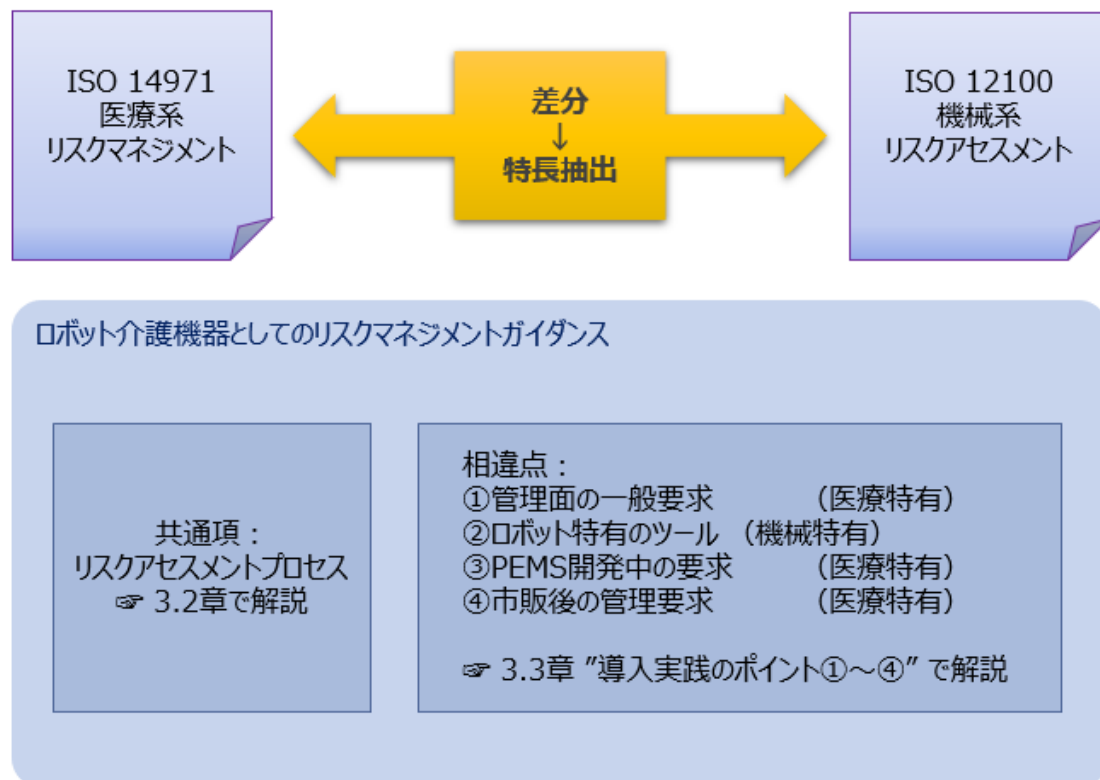 ISO 14971
医療系
リスクマネジメント
差分
↓
特長抽出
ISO 12100
機械系
リスクアセスメント
ロボット介護機器としてのリスクマネジメントガイダンス
共通項：
リスクアセスメントプロセス
☞ 3.2章で解説
相違点：
①管理面の一般要求　　　（医療特有）
②ロボット特有のツール　（機械特有）
③PEMS開発中の要求　　　（医療特有）
④市販後の管理要求　　　（医療特有）
☞ 3.3章 ”導入実践のポイント①～④” で解説